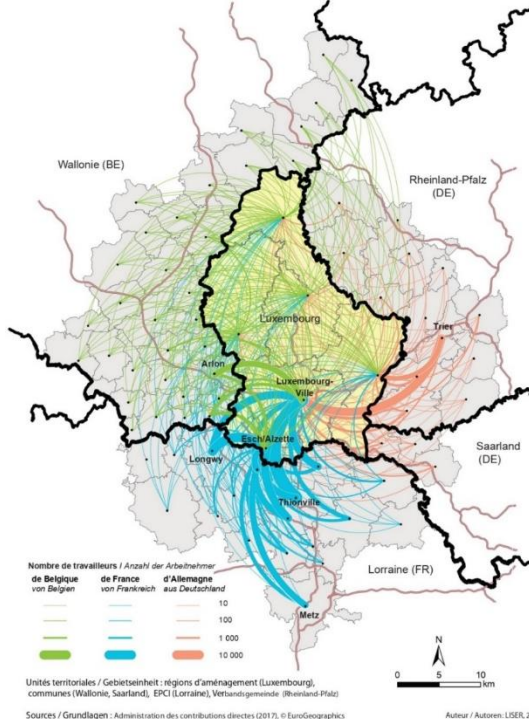 Wallonie (BE)
Rheinland-Pfalz
(DE)
Luxembourg
Trier
Arlon
Luxembourg-
Ville
Esch/Alzette
Saarland
(DE)
Longwy
Thionville
Lorraine (FR)
Metz
Nombre de travailleurs / Anzahl der Arbeitnehmer
de Belgique de France d'Allemagne
von Belgien von Frankreich aus Deutschland
10
100
1 000
10 000
N
0 5 10
km
Unités territoriales / Gebietseinheit : régions d'aménagement (Luxembourg),
communes (Wallonie, Saarland), EPCI (Lorraine), Verbandsgemeinde (Rheinland-Pfalz)
Sources / Grundlagen : Administration des contributions directes (2017), © EuroGeographics
Auteur / Autoren: LISER, 2